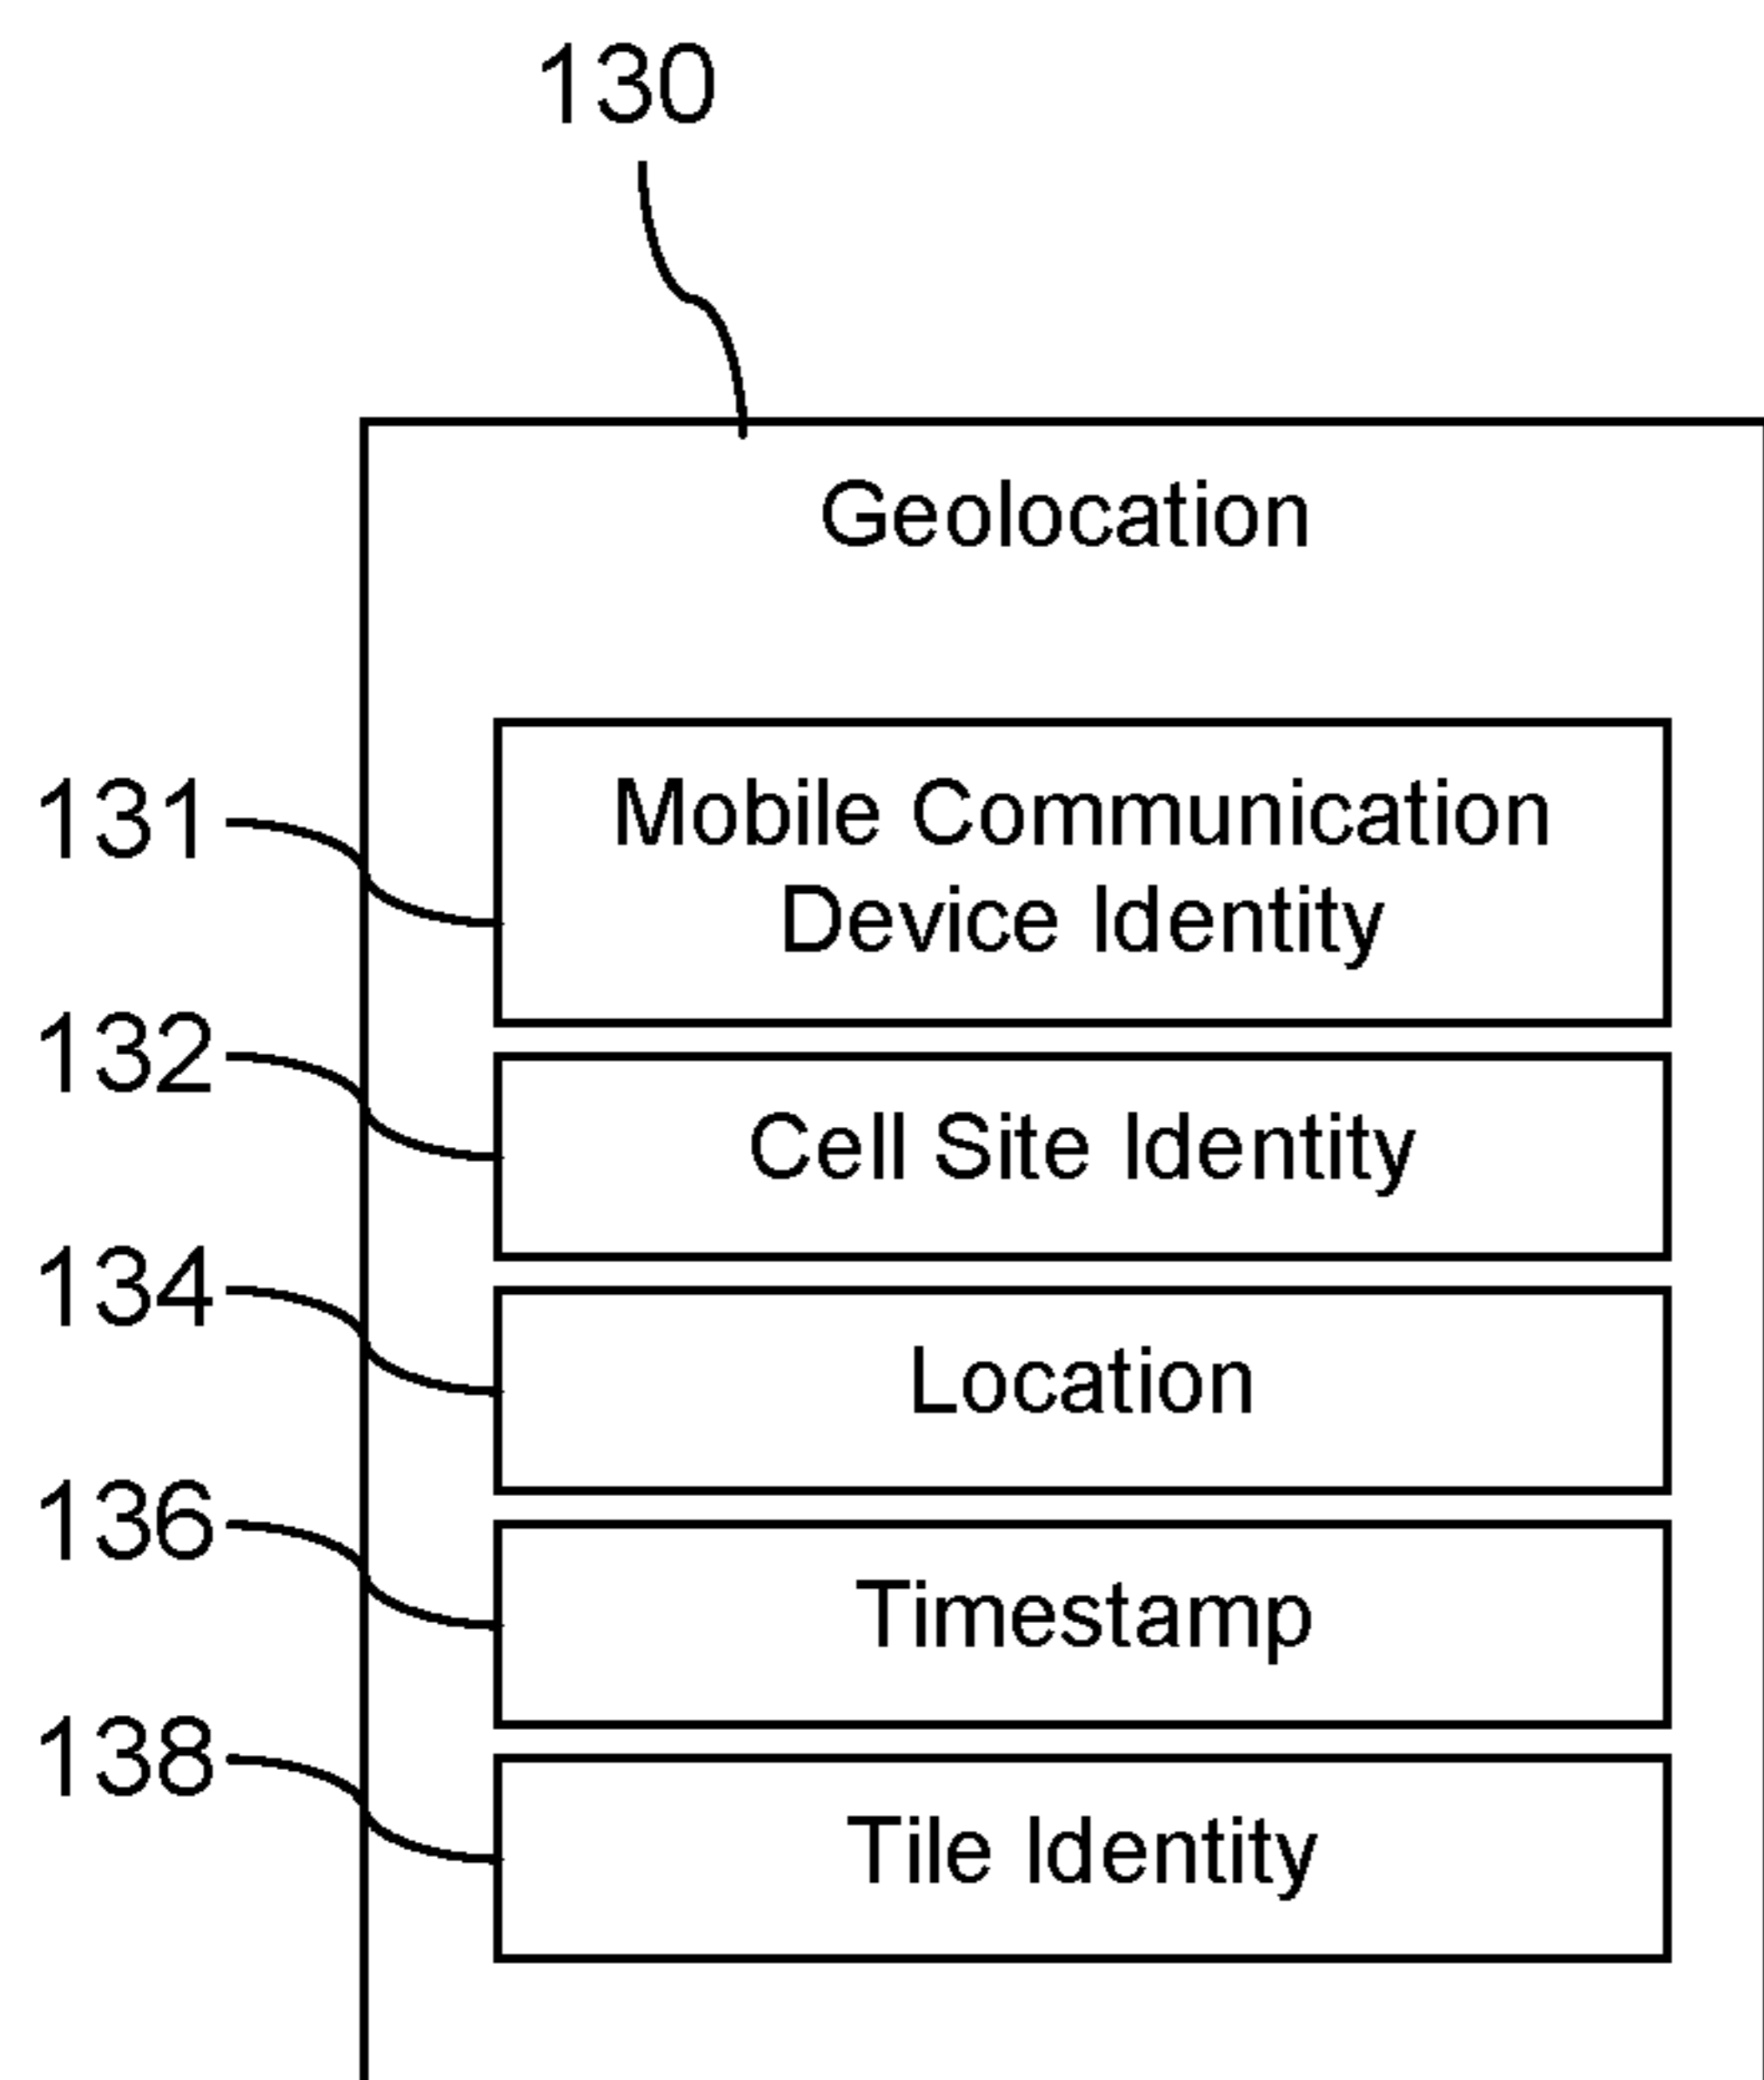 130
Geolocation
131
Mobile Communication
Device Identity
132
Cell Site Identity
134
Location
136
Timestamp
138
Tile Identity